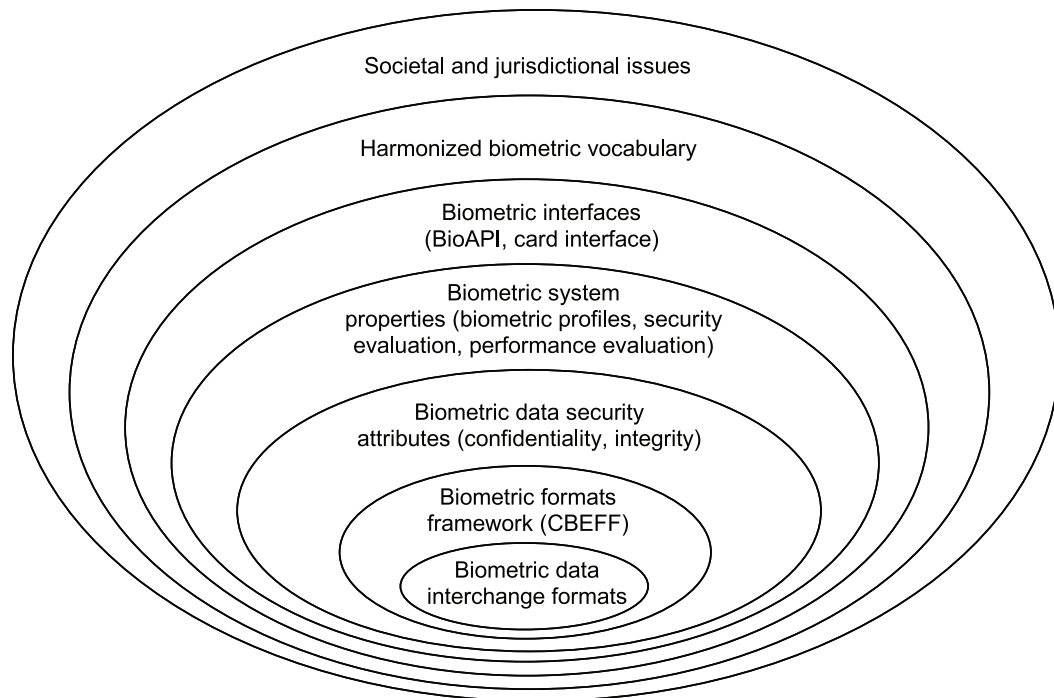 Societal and jurisdictional issues
Harmonized biometric vocabulary
Biometric interfaces
(BioAPI, card interface)
Biometric system
properties (biometric profiles, security
evaluation, performance evaluation)
Biometric data security
attributes (confidentiality, integrity)
Biometric formats
framework (CBEFF)
Biometric data
interchange formats